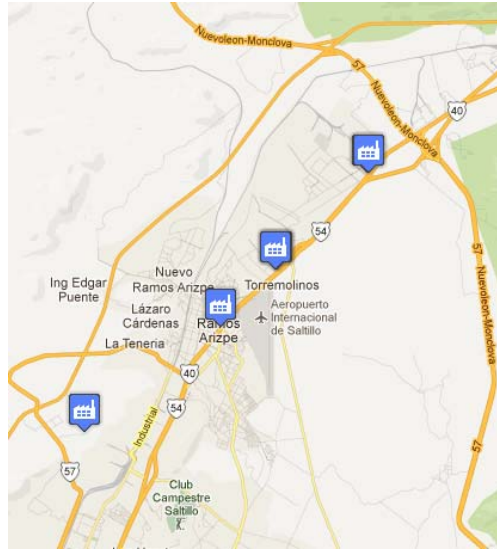 Nuevoleon-Monclova
57
40
Nuevoleon-Monclova
54
Nuevo
Ramos Arizpe
Ing Edgar
Puente
Torremolinos
Lázaro
Cárdenas
Aeropuerto
Internacional
de Saltillo
57
Nuevoleon-Monclova
Ramos
Arizpe
La Teneria
40
54
Industrial
57
57
Club
Campestre
Saltillo